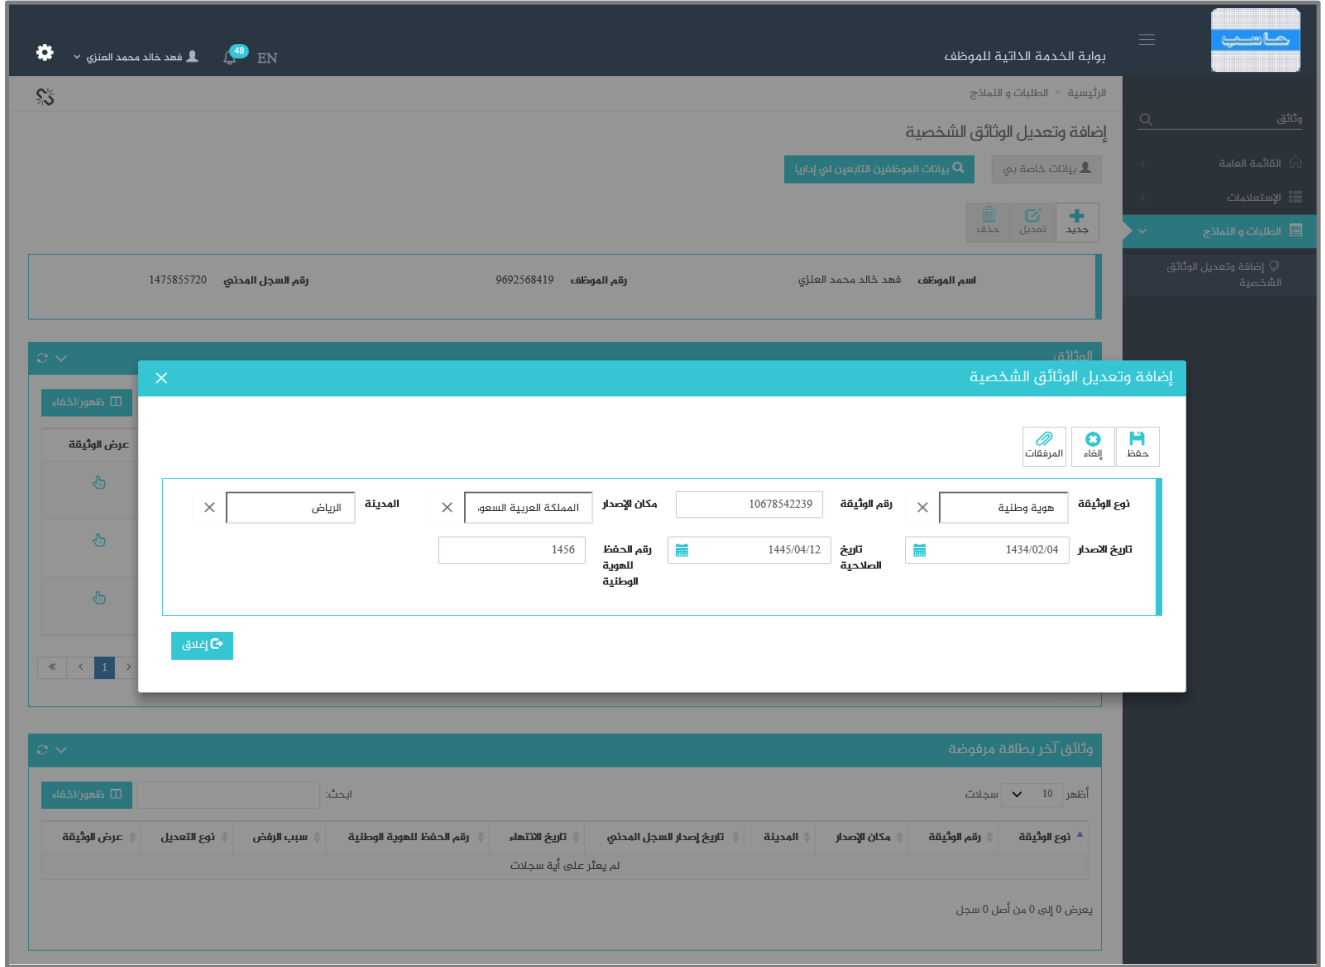 حاسب
بوابة الخدمة الذاتية للموظف
EN
48
فهد خالد محمد العنزي
وثائق
القائمة العامة
الإستعلامات
الطلبات و النماذج
إضافة وتعديل الوثائق
الشخصية
الرئيسية
الطلبات و النماذج
إضافة وتعديل الوثائق الشخصية
بيانات خاصة بي
بيانات الموظفين التابعين لي إداريا
جديد
تعديل
حذف
اسم الموظف فهد خالد محمد العنزي
رقم الموظف 9692568419
رقم السجل المدني 1475855720
الوثائق
ظهور/اخفاء
عرض الوثيقة
« ‹ 1 ›
إضافة وتعديل الوثائق الشخصية
حفظ
إلغاء
المرفقات
نوع الوثيقة هوية وطنية
رقم الوثيقة 10678542239
مكان الإصدار المملكة العربية السعو
المدينة الرياض
تاريخ الاصدار 1434/02/04
تاريخ
الصلاحية
1445/04/12
رقم الحفظ
للهوية
الوطنية
1456
إغلاق
وثائق آخر بطاقة مرفوضة
أظهر 10 سجلات
ابحث:
ظهور/اخفاء
نوع الوثيقة
رقم الوثيقة
مكان الإصدار
المدينة
تاريخ إصدار السجل المدني
تاريخ الانتهاء
رقم الحفظ للهوية الوطنية
سبب الرفض
نوع التعديل
عرض الوثيقة
لم يعثر على أية سجلات
يعرض 0 إلى 0 من أصل 0 سجل